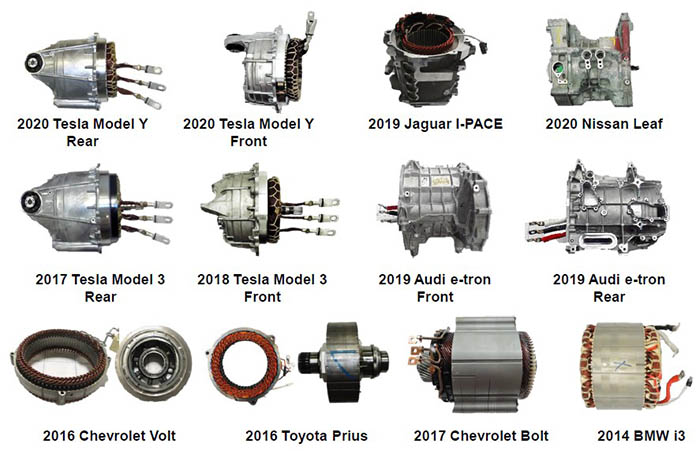 2020 Tesla Model Y
Rear
2020 Tesla Model Y
Front
2019 Jaguar I-PACE
2020 Nissan Leaf
2017 Tesla Model 3
Rear
2018 Tesla Model 3
Front
2019 Audi e-tron
Front
2019 Audi e-tron
Rear
2016 Chevrolet Volt
2016 Toyota Prius
2017 Chevrolet Bolt
2014 BMW i3